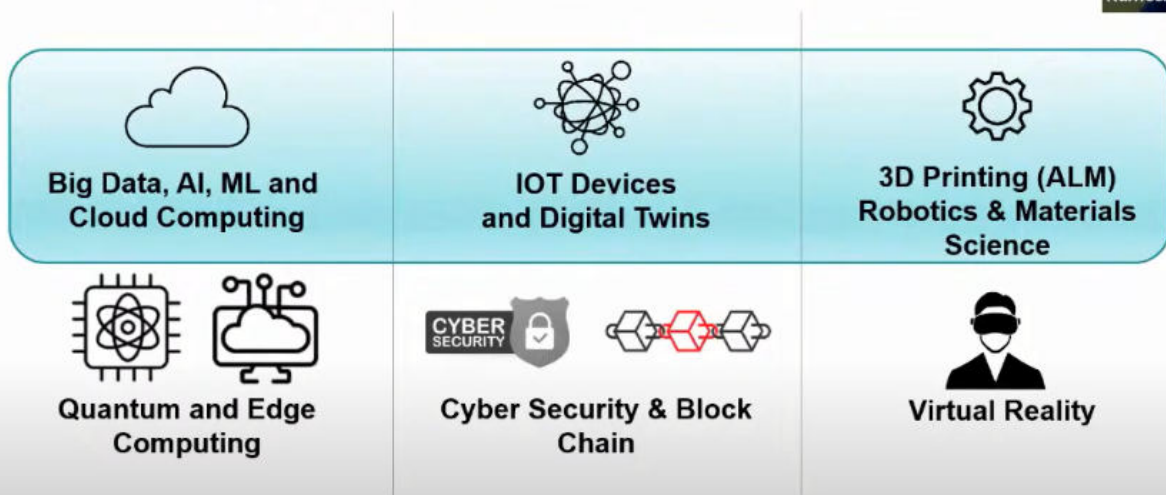 Big Data, AI, ML and
Cloud Computing
IOT Devices
and Digital Twins
3D Printing (ALM)
Robotics & Materials
Science
CYBER
SECURITY
Quantum and Edge
Computing
Cyber Security & Block
Chain
Virtual Reality